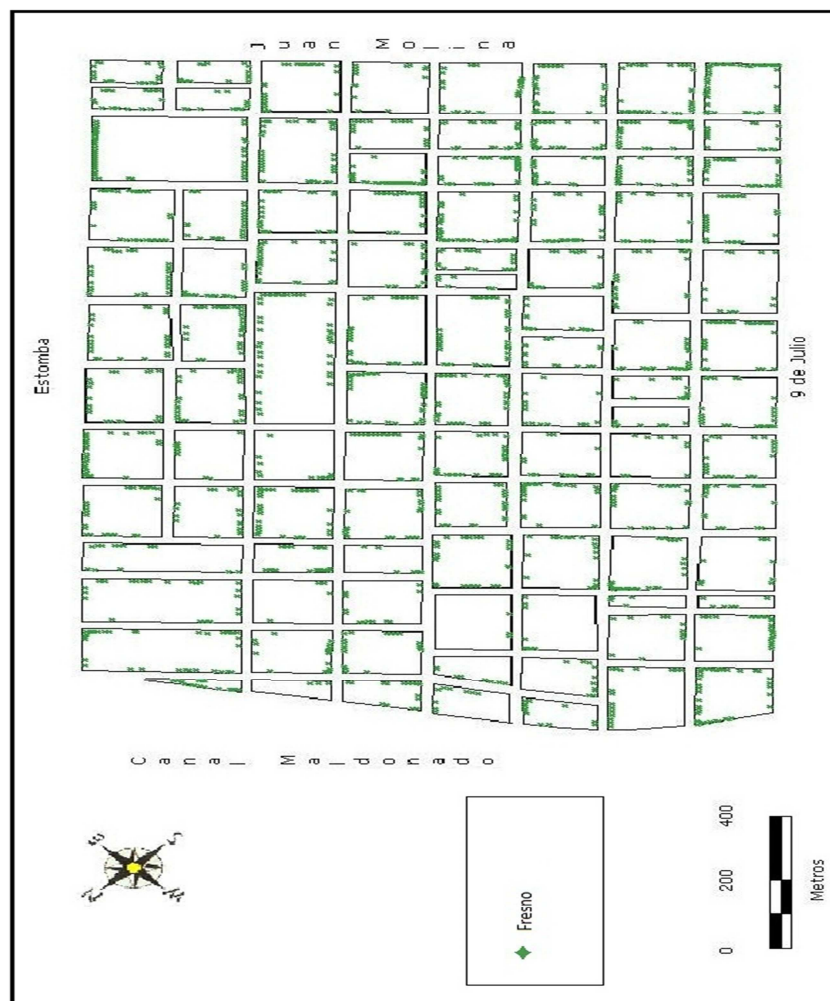 Juan Molina
Estomba
9 de Julio
Canal Maldonado
Fresno
0 200 400
Metros